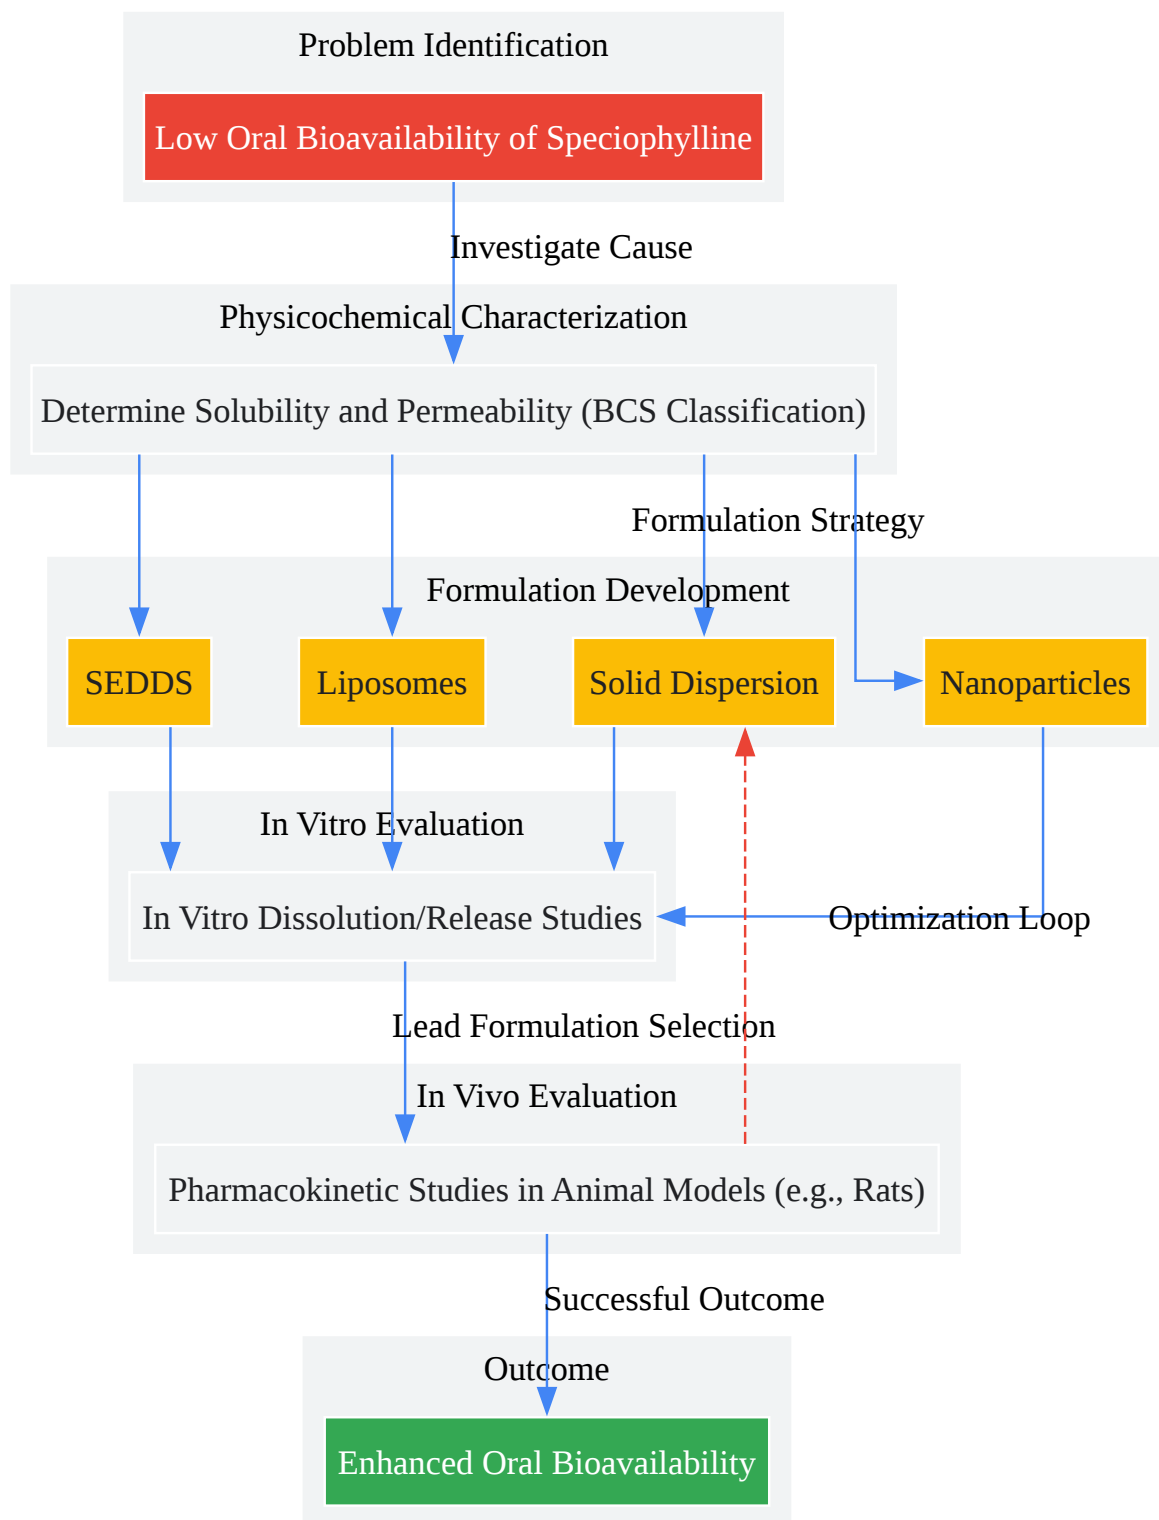 Problem Identification
Low Oral Bioavailability of Speciophylline
Investigate Cause
Physicochemical Characterization
Determine Solubility and Permeability (BCS Classification)
Formulation Strategy
Formulation Development
SEDDS
Liposomes
Solid Dispersion
Nanoparticles
In Vitro Evaluation
In Vitro Dissolution/Release Studies
Optimization Loop
Lead Formulation Selection
In Vivo Evaluation
Pharmacokinetic Studies in Animal Models (e.g., Rats)
Successful Outcome
Outcome
Enhanced Oral Bioavailability